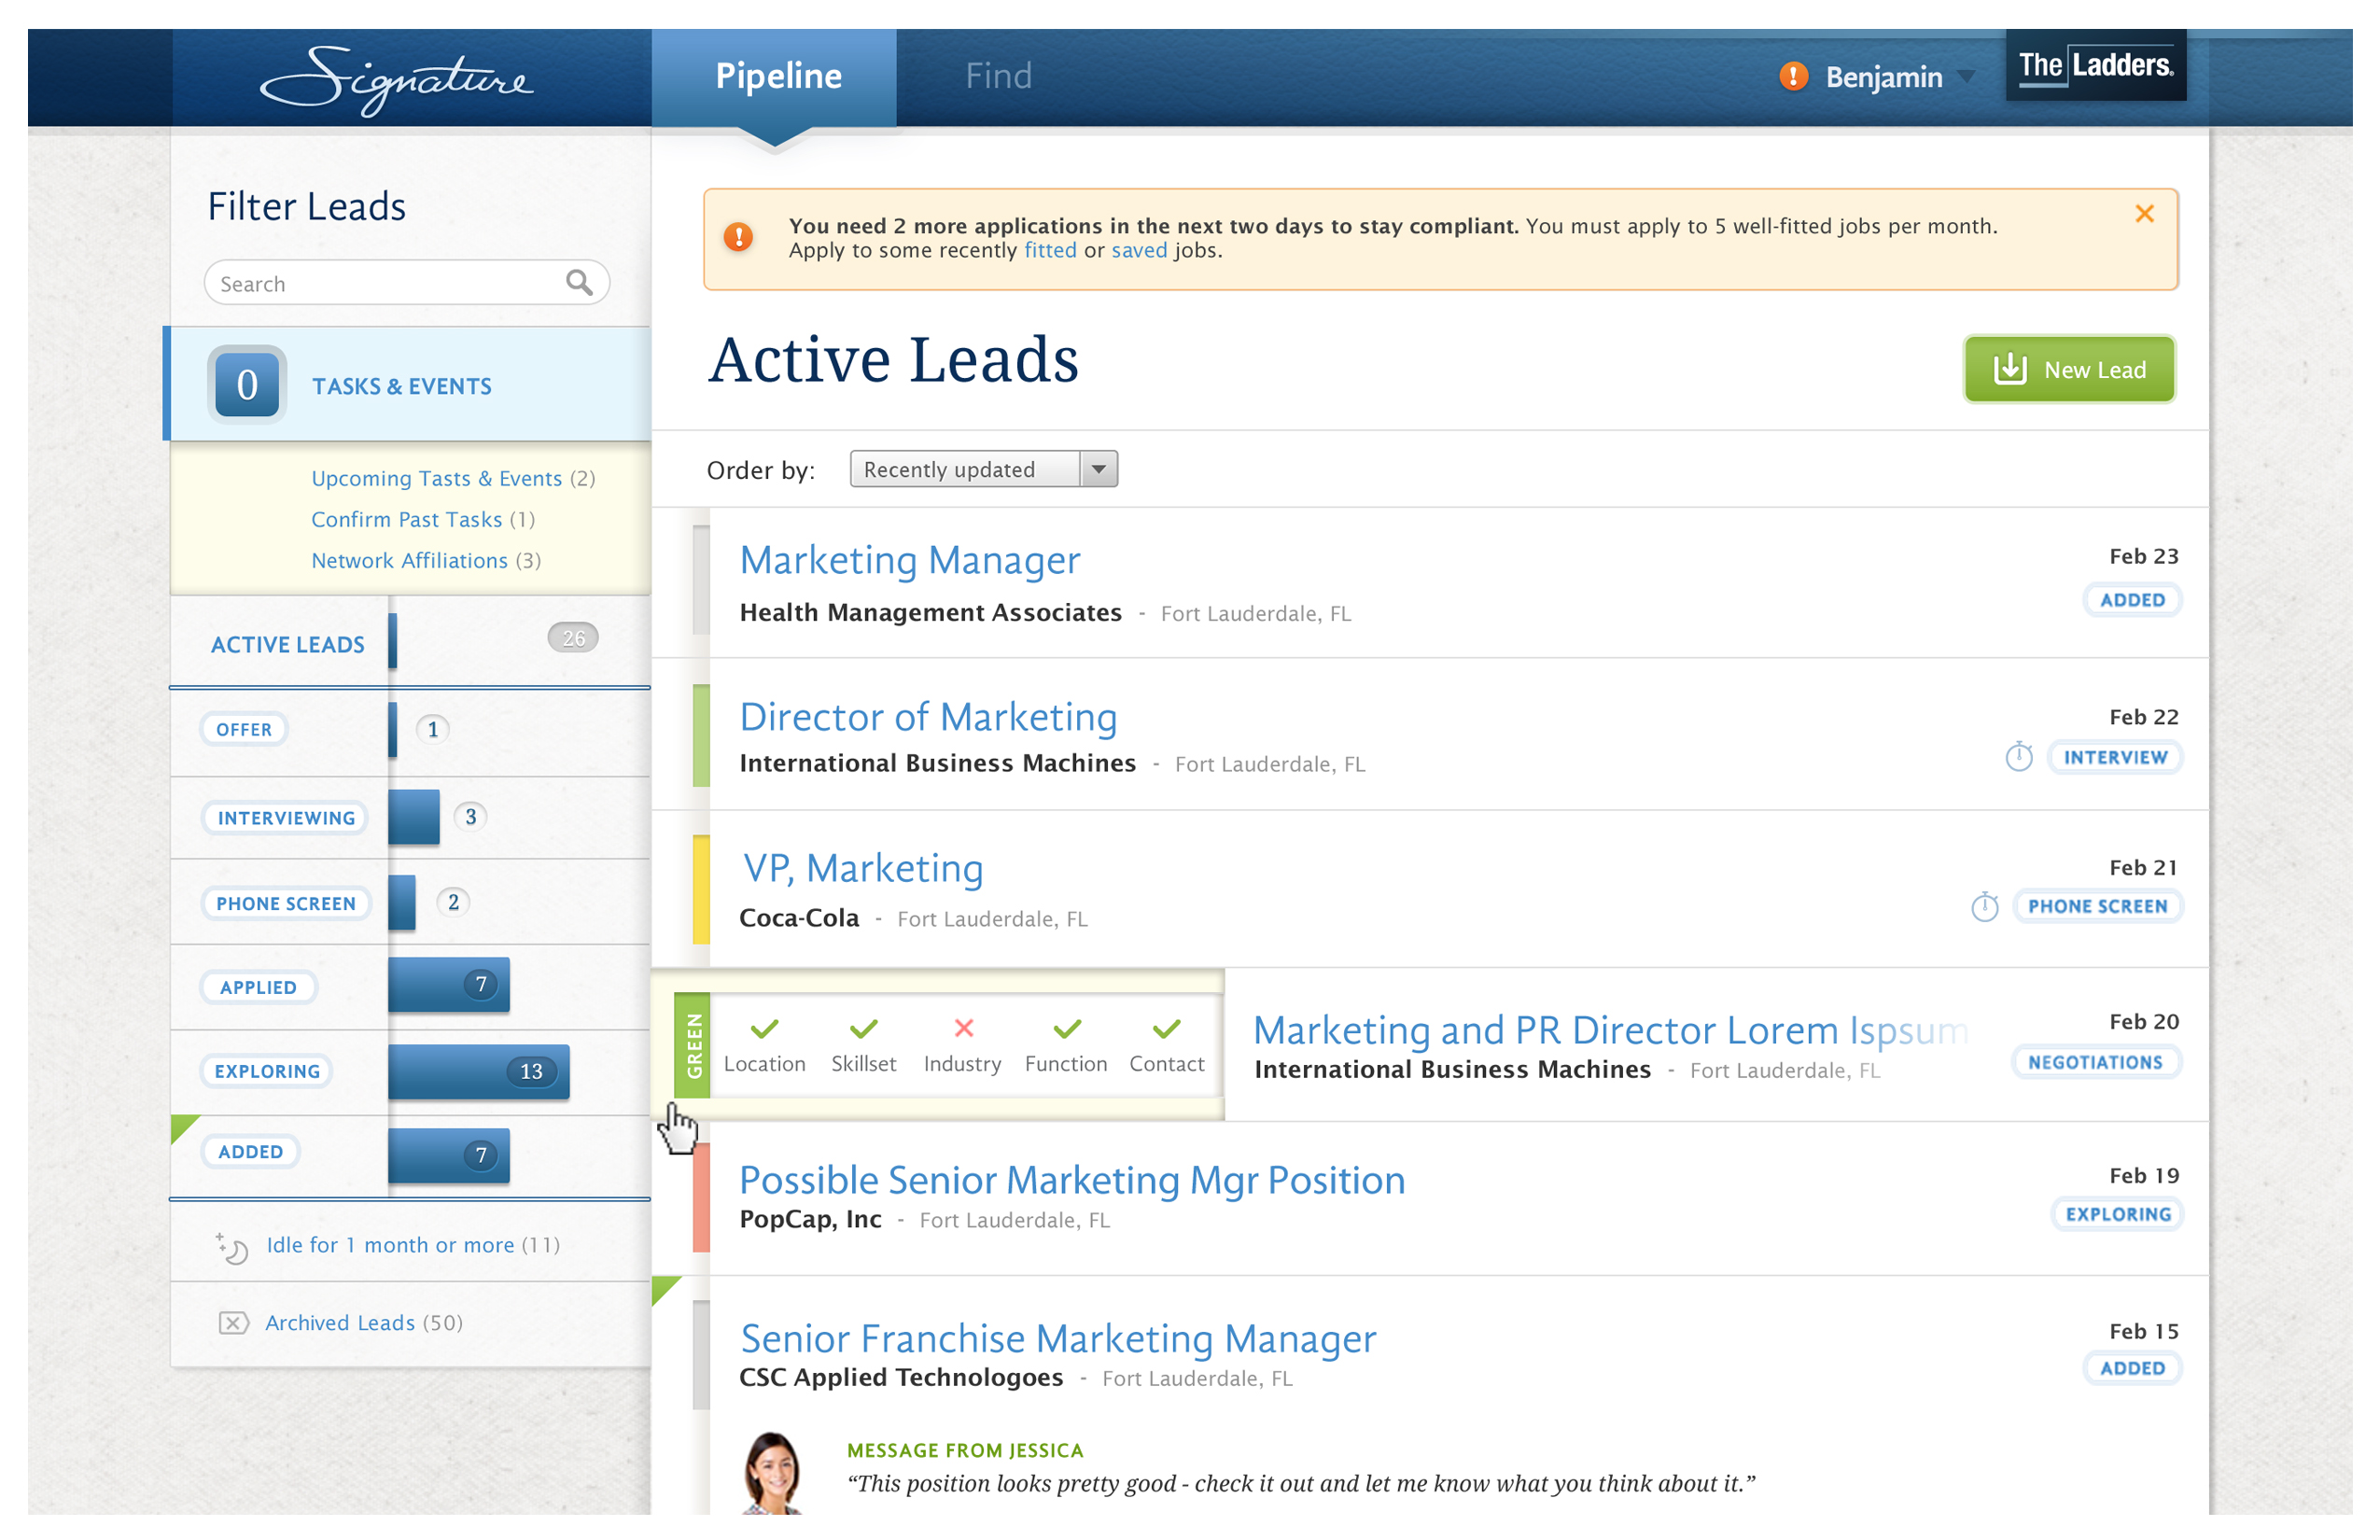 Signature
Pipeline
Find
! Benjamin
The Ladders.
Filter Leads
Search
0 TASKS & EVENTS
Upcoming Tasts & Events (2)
Confirm Past Tasks (1)
Network Affiliations (3)
ACTIVE LEADS 26
OFFER 1
INTERVIEWING 3
PHONE SCREEN 2
APPLIED 7
EXPLORING 13
ADDED 7
Idle for 1 month or more (11)
Archived Leads (50)
! You need 2 more applications in the next two days to stay compliant. You must apply to 5 well-fitted jobs per month.
Apply to some recently fitted or saved jobs.
Active Leads
New Lead
Order by: Recently updated
Marketing Manager
Feb 23
Health Management Associates - Fort Lauderdale, FL
ADDED
Director of Marketing
Feb 22
International Business Machines - Fort Lauderdale, FL
INTERVIEW
VP, Marketing
Feb 21
Coca-Cola - Fort Lauderdale, FL
PHONE SCREEN
GREEN
Location Skillset Industry Function Contact
Marketing and PR Director Lorem Ispsum
Feb 20
International Business Machines - Fort Lauderdale, FL
NEGOTIATIONS
Possible Senior Marketing Mgr Position
Feb 19
PopCap, Inc - Fort Lauderdale, FL
EXPLORING
Senior Franchise Marketing Manager
Feb 15
CSC Applied Technologoes - Fort Lauderdale, FL
ADDED
MESSAGE FROM JESSICA
“This position looks pretty good - check it out and let me know what you think about it.”